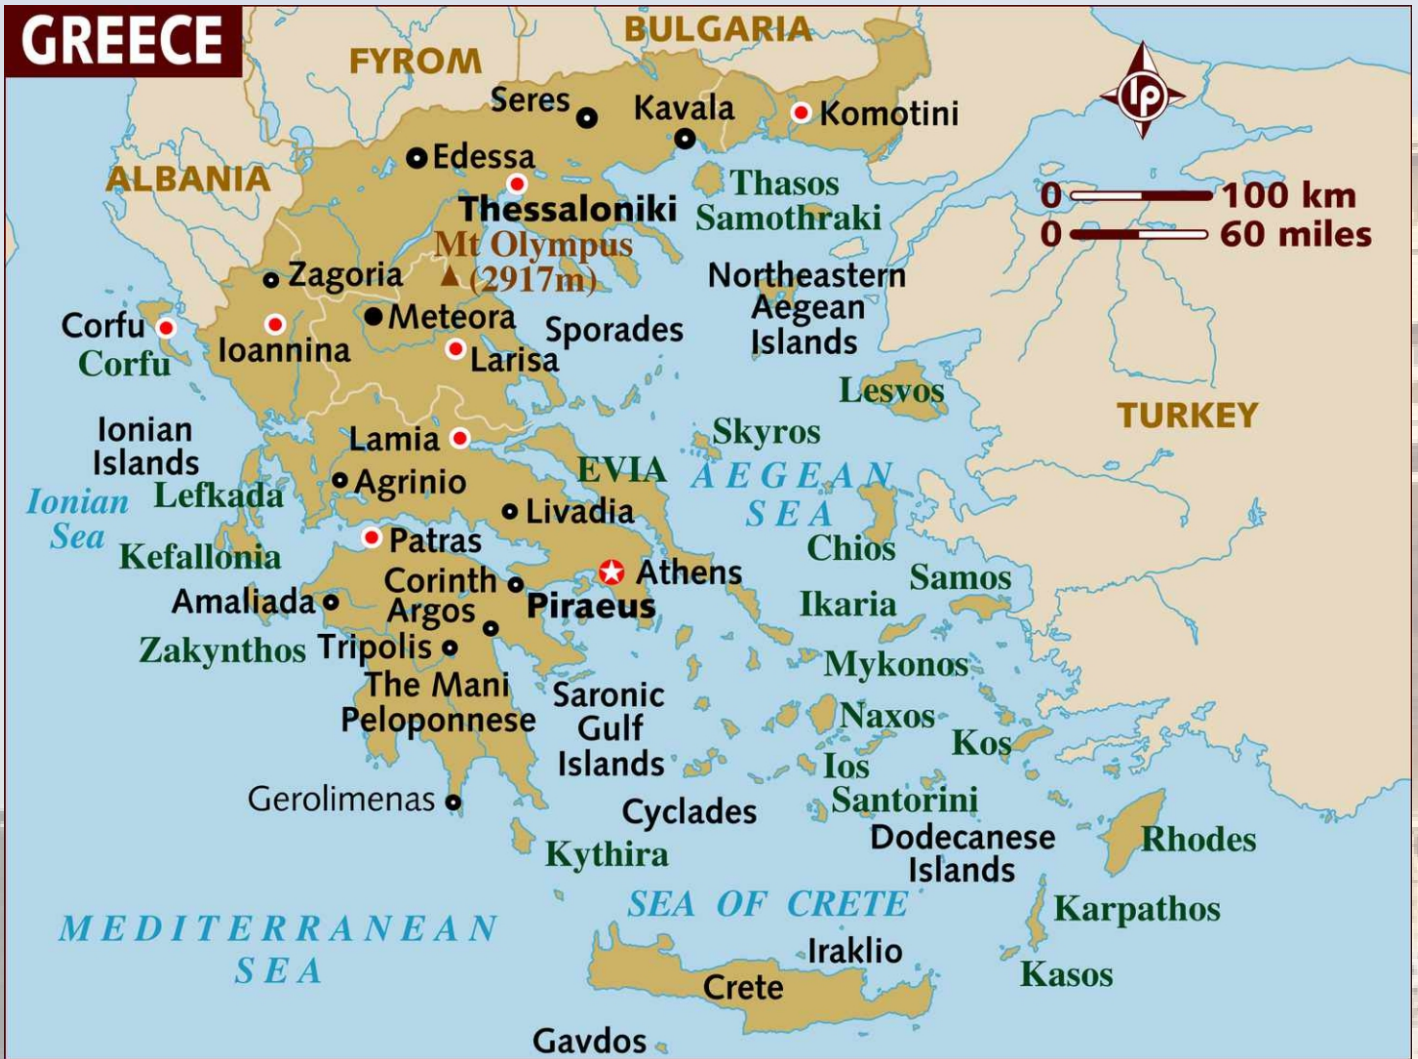 GREECE
BULGARIA
FYROM
Seres
Kavala
Komotini
Edessa
ALBANIA
Thasos
Thessaloniki
Samothraki
lp
0 100 km
0 60 miles
Mt Olympus
(2917m)
Zagoria
Northeastern
Aegean
Islands
Meteora
Corfu
Corfu
Ioannina
Larisa
Sporades
Lesvos
TURKEY
Ionian
Islands
Lamia
Skyros
Agrinio
EVIA
AEGEAN
SEA
Ionian
Sea
Lefkada
Livadia
Chios
Kefallonia
Patras
Athens
Samos
Corinth
Piraeus
Ikaria
Amaliada
Argos
Zakynthos
Tripolis
Mykonos
The Mani
Peloponnese
Saronic
Gulf
Islands
Naxos
Kos
Ios
Gerolimenas
Santorini
Cyclades
Dodecanese
Islands
Rhodes
Kythira
SEA OF CRETE
Karpathos
MEDITERRANEAN
SEA
Iraklio
Kasos
Crete
Gavdos